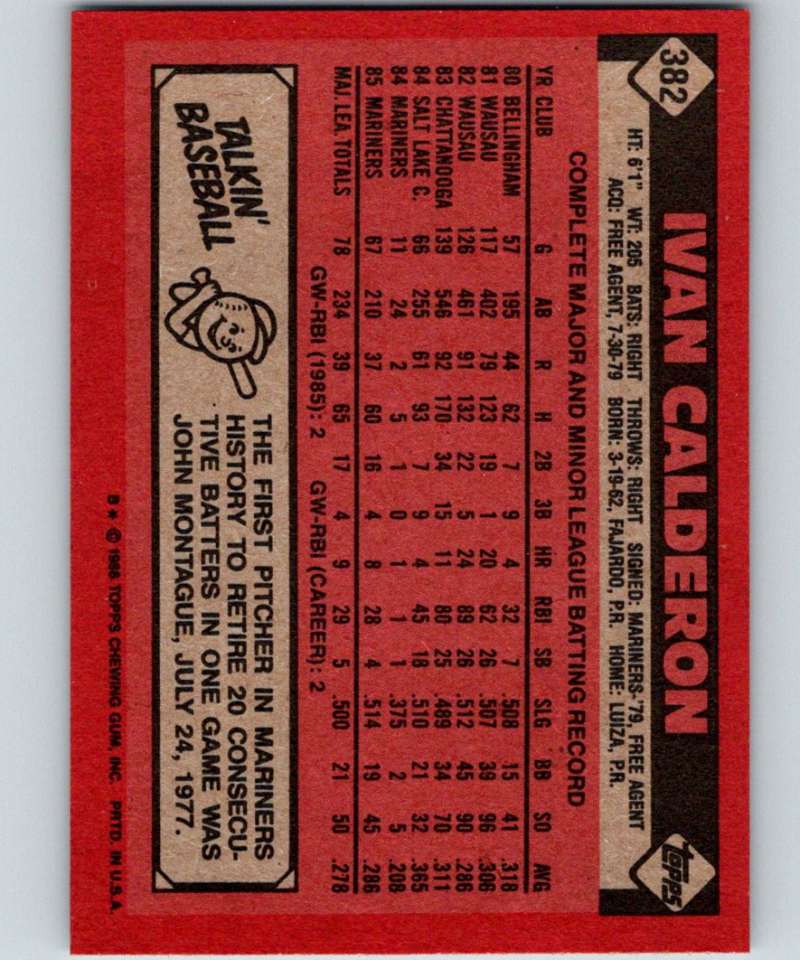 382
IVAN CALDERON
TOPPS
HT: 6'1" WT: 205 BATS: RIGHT THROWS: RIGHT SIGNED: MARINERS-'79, FREE AGENT
ACQ: FREE AGENT, 7-30-79 BORN: 3-19-62, FAJARDO, P.R. HOME: LUIZA, P.R.
COMPLETE MAJOR AND MINOR LEAGUE BATTING RECORD
YR CLUB G AB R H 2B 3B HR RBI SB SLG BB SO AVG
80 BELLINGHAM 57 195 44 62 7 9 4 32 7 .508 15 41 .318
81 WAUSAU 117 402 79 123 19 1 20 62 26 .507 39 96 .306
82 WAUSAU 126 461 91 132 22 5 24 89 26 .512 45 90 .286
83 CHATTANOOGA 139 546 92 170 34 15 11 80 25 .489 34 70 .311
84 SALT LAKE C. 66 255 61 93 7 9 4 45 18 .510 21 32 .365
84 MARINERS 11 24 2 5 1 0 1 1 1 .375 2 5 .208
85 MARINERS 67 210 37 60 16 4 8 28 4 .514 19 45 .286
MAJ. LEA. TOTALS 78 234 39 65 17 4 9 29 5 .500 21 50 .278
GW-RBI (1985): 2 GW-RBI (CAREER): 2
TALKIN'
BASEBALL
THE FIRST PITCHER IN MARINERS
HISTORY TO RETIRE 20 CONSECU-
TIVE BATTERS IN ONE GAME WAS
JOHN MONTAGUE, JULY 24, 1977.
B* © 1986 TOPPS CHEWING GUM, INC. PRTD. IN U.S.A.